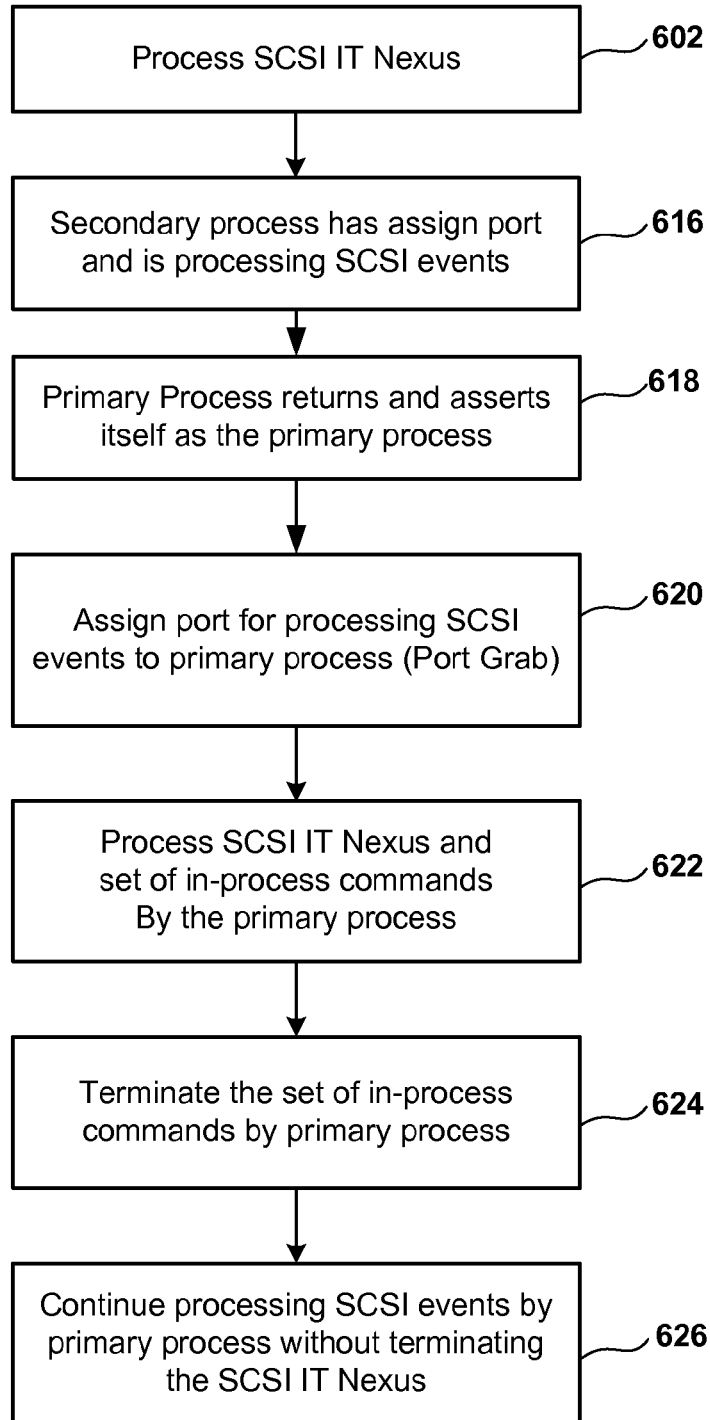 Process SCSI IT Nexus
602
Secondary process has assign port
and is processing SCSI events
616
Primary Process returns and asserts
itself as the primary process
618
Assign port for processing SCSI
events to primary process (Port Grab)
620
Process SCSI IT Nexus and
set of in-process commands
By the primary process
622
Terminate the set of in-process
commands by primary process
624
Continue processing SCSI events by
primary process without terminating
the SCSI IT Nexus
626